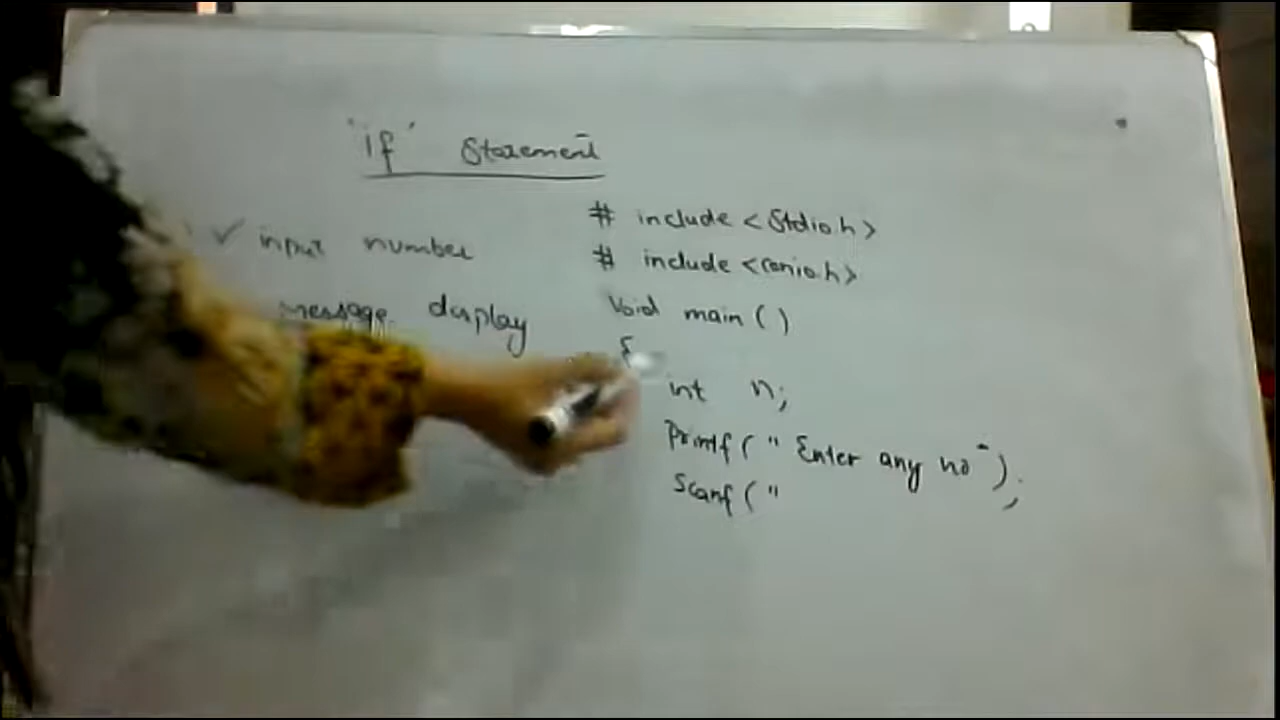 "if" Statement
✓ input number
message display
# include <Stdio.h>
# include <conio.h>
Void main ()
{
int n;
Printf (" Enter any no");
Scanf ("